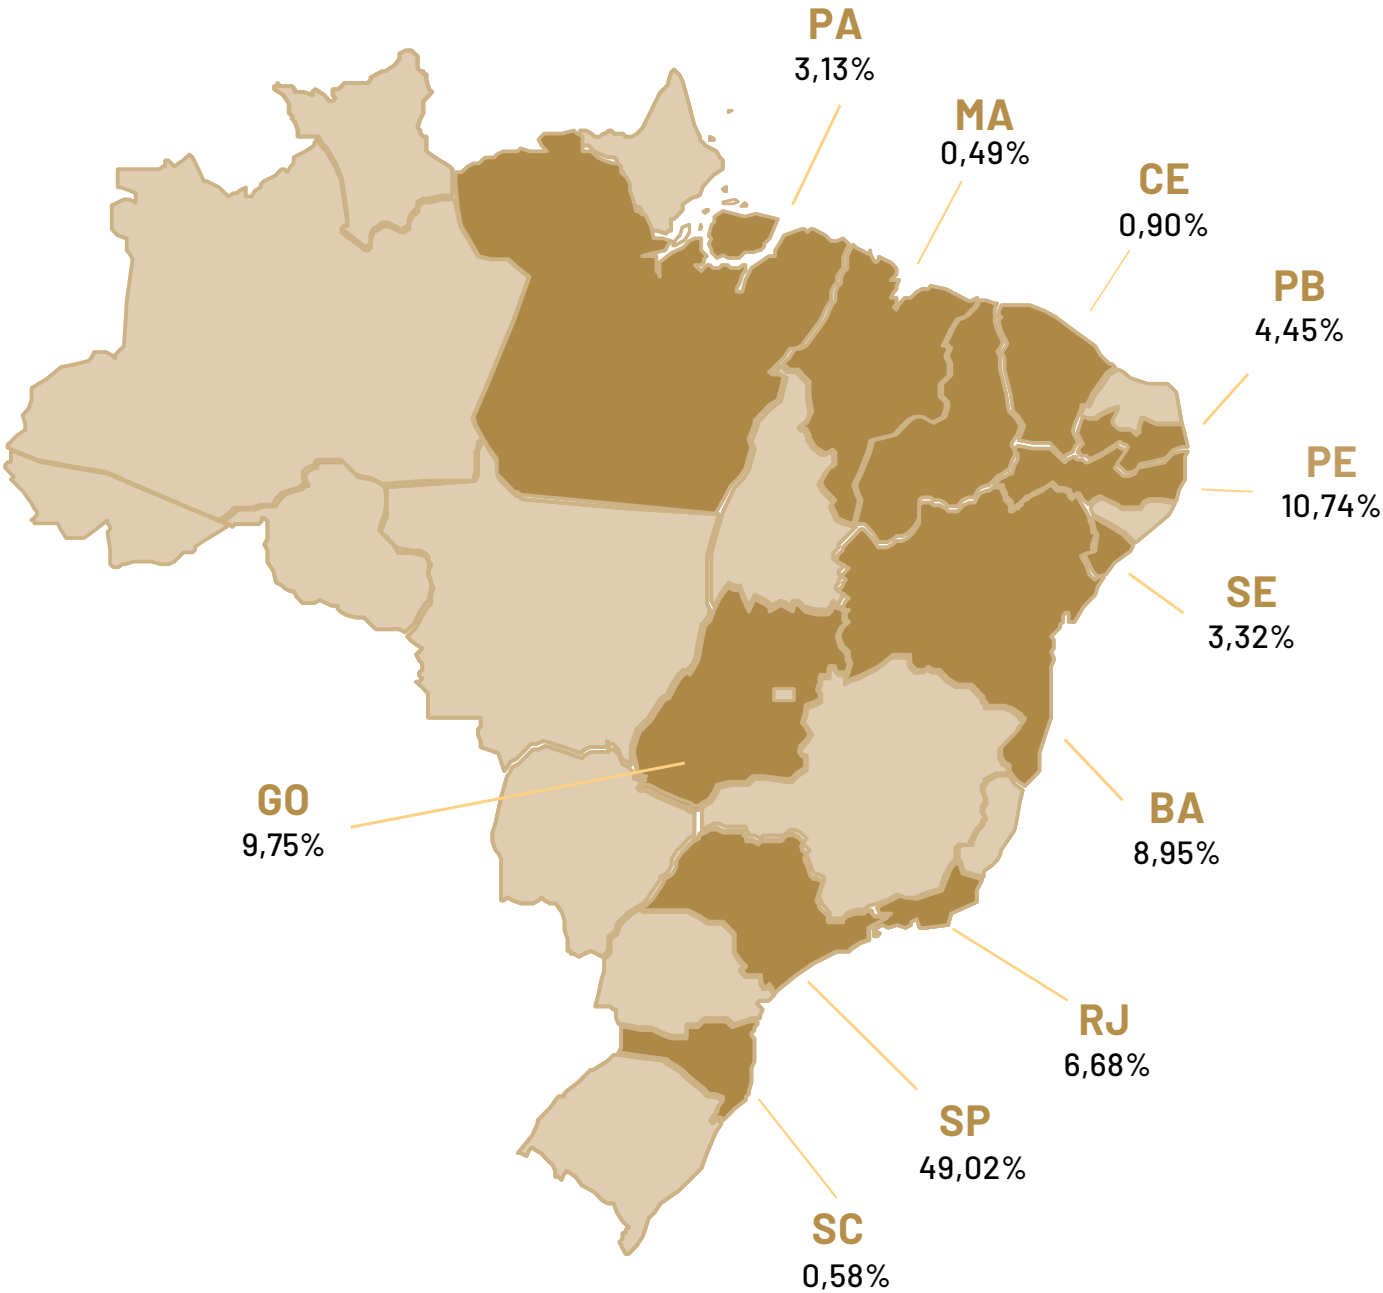 PA
3,13%
MA
0,49%
CE
0,90%
PB
4,45%
PE
10,74%
SE
3,32%
GO
9,75%
BA
8,95%
RJ
6,68%
SP
49,02%
SC
0,58%